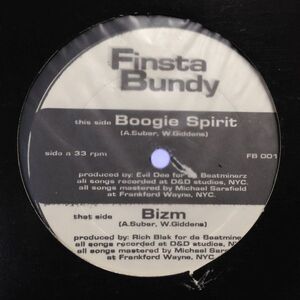 Finsta
Bundy
this side Boogie Spirit
(A.Suber, W.Giddens)
side a 33 rpm
FB 001
produced by: Evil Dee for da Beatminerz
all songs recorded at D&D studios, NYC.
all songs mastered by Michael Sarsfield
at Frankford Wayne, NYC.
that side Bizm
(A.Suber, W.Giddens)
produced by: Rich Blak for da Beatminerz
all songs recorded at D&D studios, NYC.
all songs mastered by Michael Sarsfield
at Frankford Wayne, NYC.